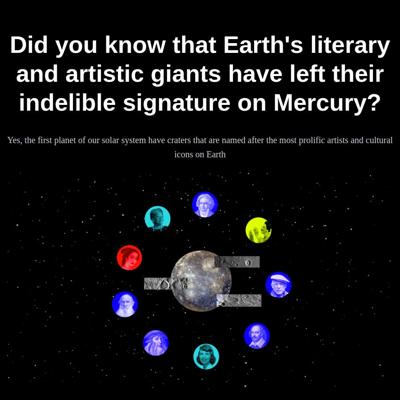 Did you know that Earth's literary
and artistic giants have left their
indelible signature on Mercury?
Yes, the first planet of our solar system have craters that are named after the most prolific artists and cultural
icons on Earth